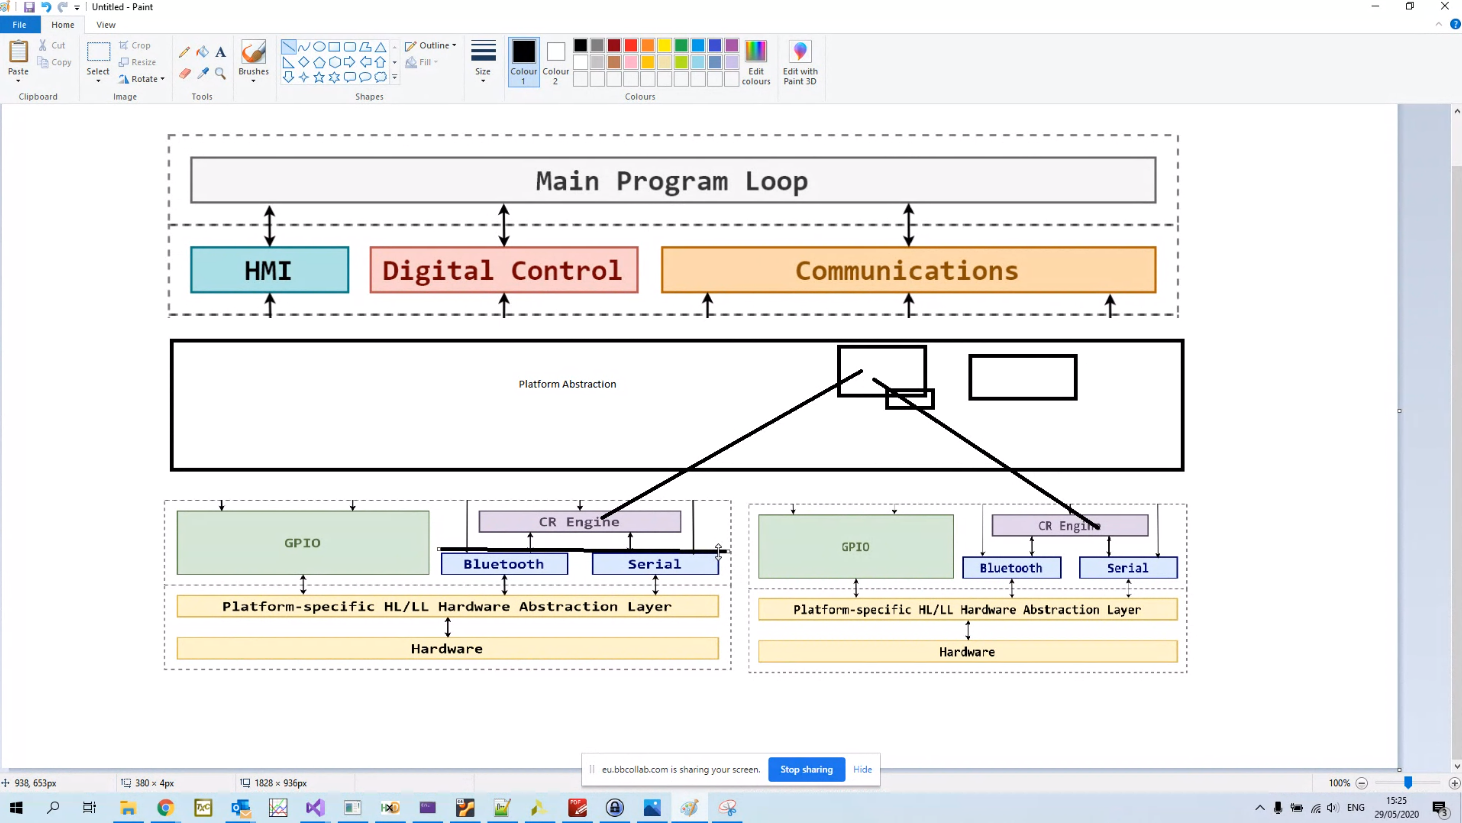 Untitled - Paint
File
Home
View
Paste
Cut
Copy
Clipboard
Select
Crop
Resize
Rotate
Image
A
Tools
Brushes
Outline
Fill
Shapes
Size
Colour 1
Colour 2
Edit colours
Edit with Paint 3D
Colours
Main Program Loop
HMI
Digital Control
Communications
Platform Abstraction
CR Engine
GPIO
Bluetooth
Serial
Platform-specific HL/LL Hardware Abstraction Layer
Hardware
CR Engine
GPIO
Bluetooth
Serial
Platform-specific HL/LL Hardware Abstraction Layer
Hardware
eu.bbcollab.com is sharing your screen.
Stop sharing
Hide
938, 653px
380 × 4px
1828 × 936px
100%
ENG
15:25
29/05/2020
3